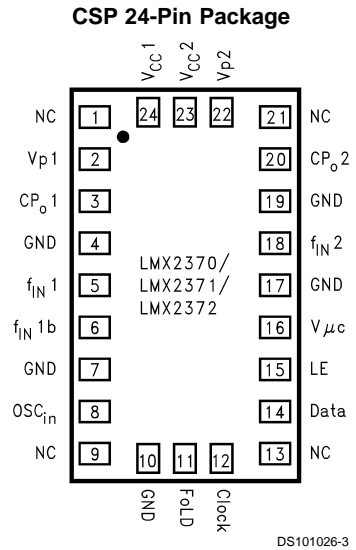 CSP 24-Pin Package
VCC1 VCC2 Vp2
24 23 22
NC 1 21 NC
Vp1 2 20 CPo2
CPo1 3 19 GND
GND 4 18 fIN2
fIN1 5 17 GND
LMX2370/
LMX2371/
LMX2372
fIN1b 6 16 Vμc
GND 7 15 LE
OSCin 8 14 Data
NC 9 13 NC
10 11 12
GND FoLD Clock
DS101026-3